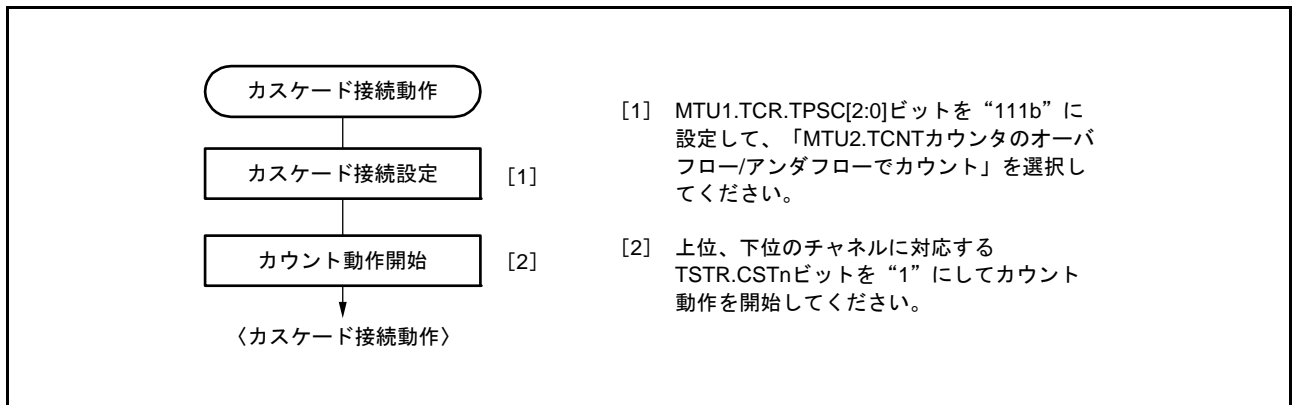 カスケード接続動作
カスケード接続設定 [1]
カウント動作開始 [2]
〈カスケード接続動作〉
[1] MTU1.TCR.TPSC[2:0]ビットを“111b”に
設定して、「MTU2.TCNTカウンタのオーバ
フロー/アンダフローでカウント」を選択し
てください。
[2] 上位、下位のチャネルに対応する
TSTR.CSTnビットを“1”にしてカウント
動作を開始してください。